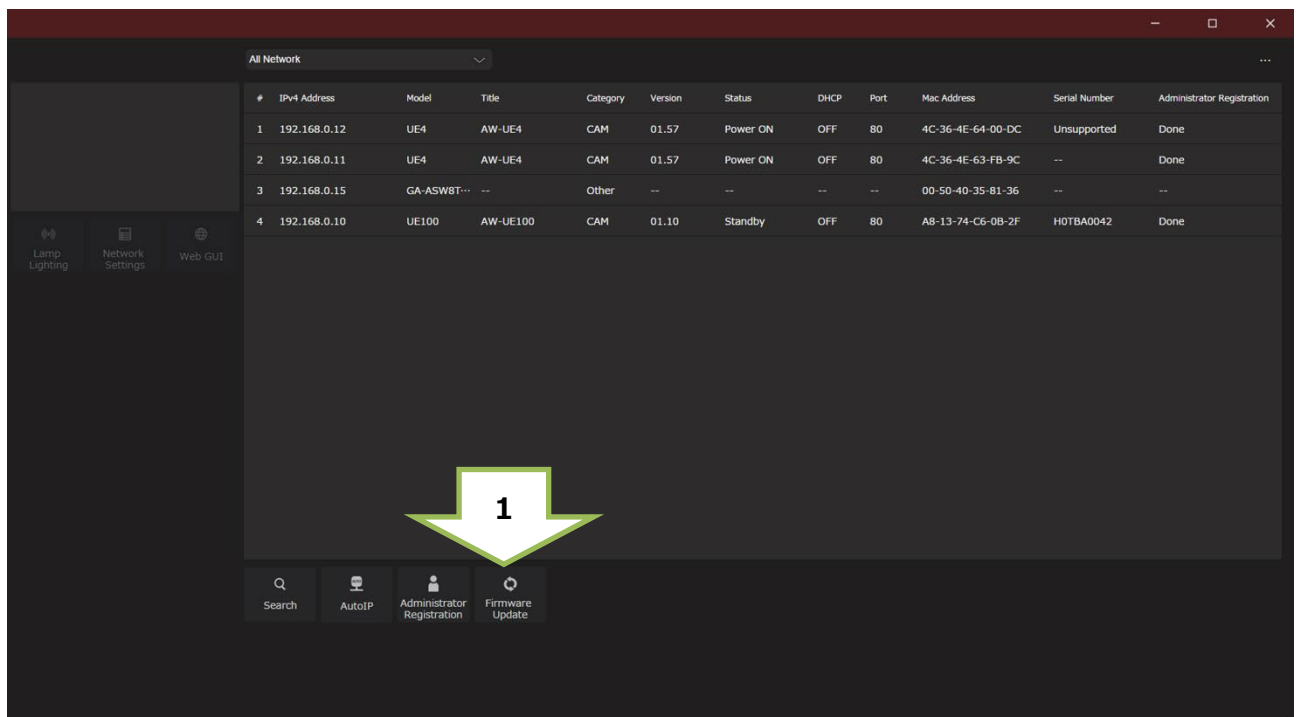 All Network
...
# IPv4 Address Model Title Category Version Status DHCP Port Mac Address Serial Number Administrator Registration
1 192.168.0.12 UE4 AW-UE4 CAM 01.57 Power ON OFF 80 4C-36-4E-64-00-DC Unsupported Done
2 192.168.0.11 UE4 AW-UE4 CAM 01.57 Power ON OFF 80 4C-36-4E-63-FB-9C -- Done
3 192.168.0.15 GA-ASW8T⋯ -- Other -- -- -- -- 00-50-40-35-81-36 -- --
4 192.168.0.10 UE100 AW-UE100 CAM 01.10 Standby OFF 80 A8-13-74-C6-0B-2F H0TBA0042 Done
Lamp
Lighting
Network
Settings
Web GUI
1
Search
AutoIP
Administrator
Registration
Firmware
Update